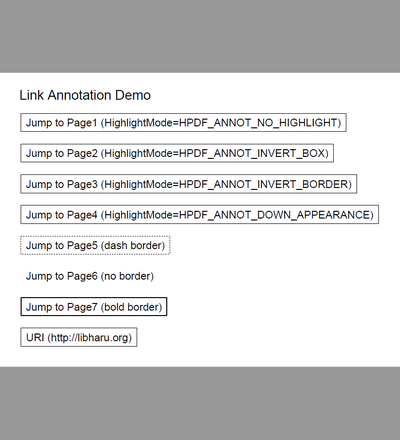 Link Annotation Demo
Jump to Page1 (HighlightMode=HPDF_ANNOT_NO_HIGHLIGHT)
Jump to Page2 (HighlightMode=HPDF_ANNOT_INVERT_BOX)
Jump to Page3 (HighlightMode=HPDF_ANNOT_INVERT_BORDER)
Jump to Page4 (HighlightMode=HPDF_ANNOT_DOWN_APPEARANCE)
Jump to Page5 (dash border)
Jump to Page6 (no border)
Jump to Page7 (bold border)
URI (http://libharu.org)